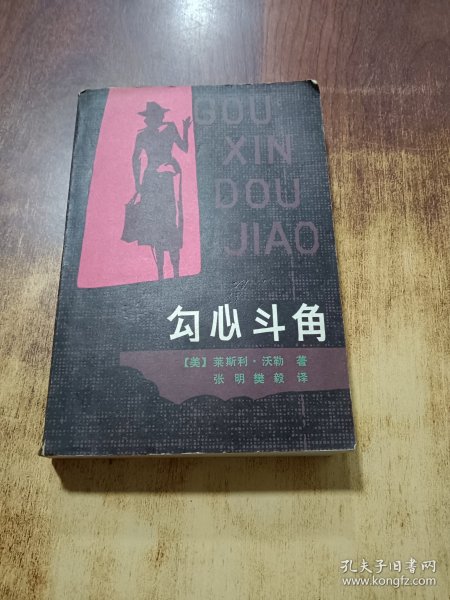 GOU
XIN
DOU
JIAO
勾心斗角
【美】莱斯利·沃勒 著
张明樊毅 译
孔夫子旧书网
www.kongfz.com